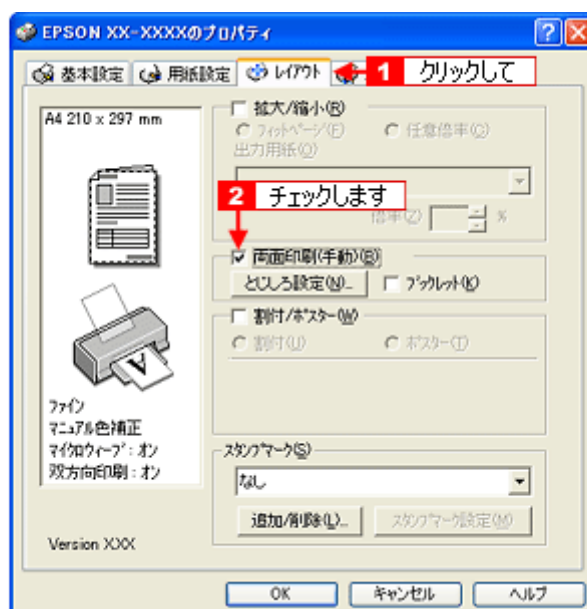 EPSON XX-XXXXのプロパティ
基本設定 用紙設定 レイアウト
1 クリックして
A4 210 x 297 mm
拡大/縮小(R)
フィットページ(F) 任意倍率(C)
出力用紙(O)
2 チェックします
倍率(Z) %
両面印刷(手動)(B)
とじしろ設定(N)... ブックレット(K)
割付/ポスター(W)
割付(U) ポスター(T)
ファイン
マニュアル色補正
マイクロウィーブ:オン
双方向印刷:オン
スタンプマーク(S)
なし
追加/削除(L)... スタンプマーク設定(M)
Version XXX
OK キャンセル ヘルプ